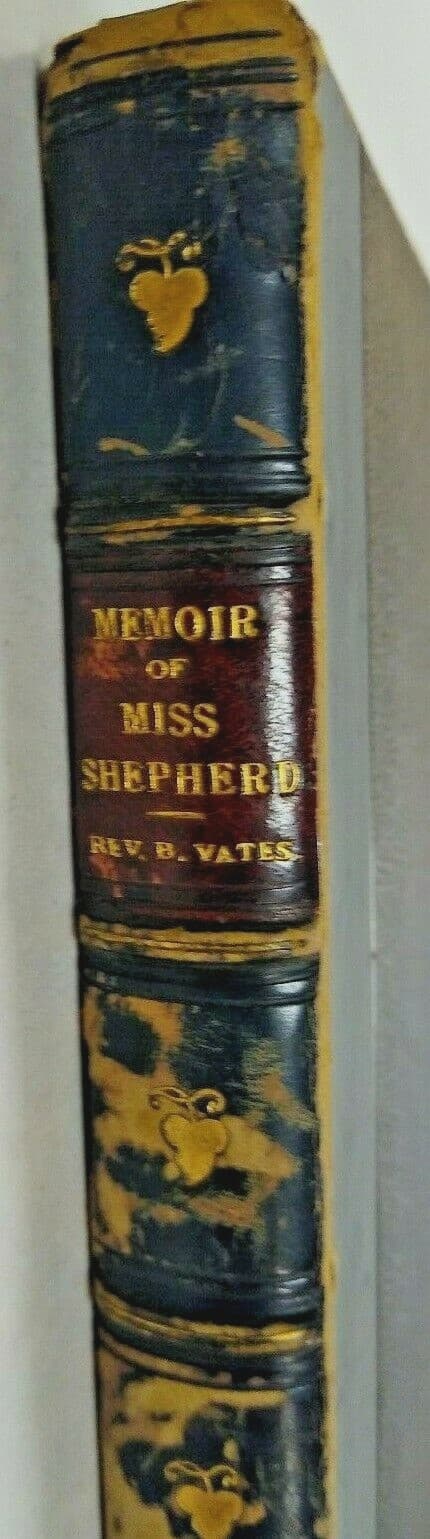 MEMOIR
OF
MISS
SHEPHERD
REV. B. YATES.